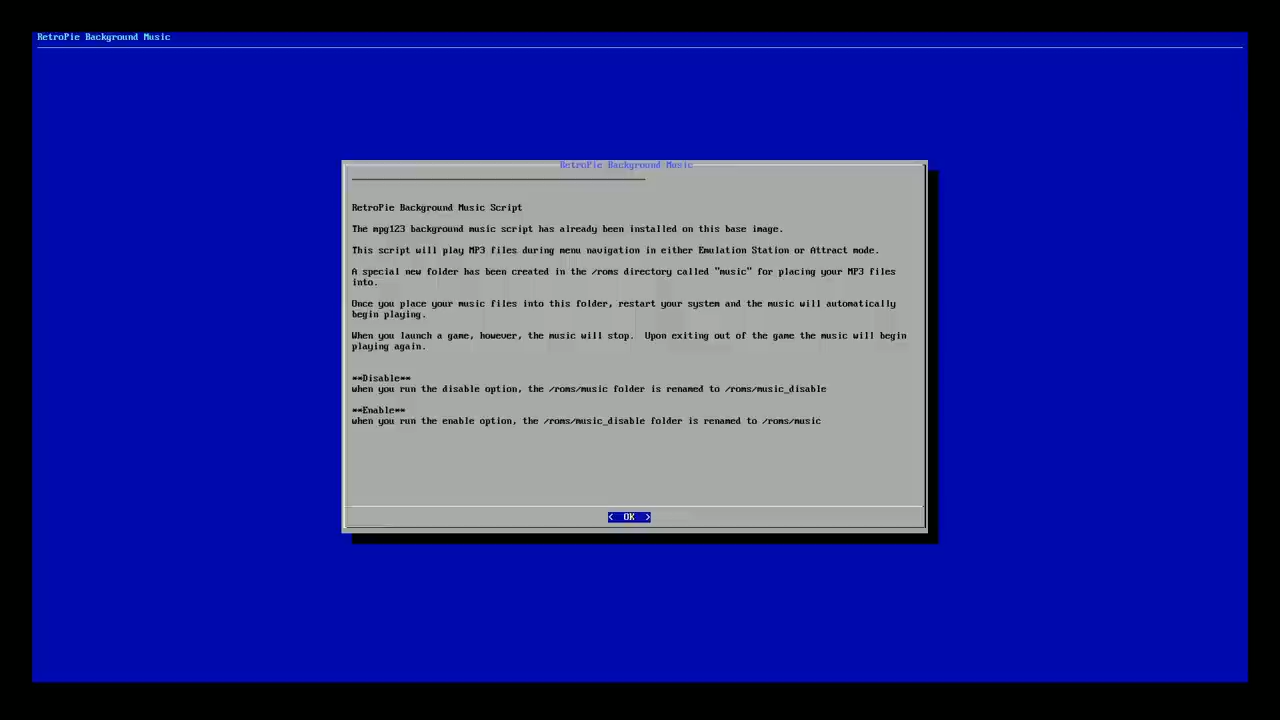 RetroPie Background Music
RetroPie Background Music
RetroPie Background Music Script
The mpg123 background music script has already been installed on this base image.
This script will play MP3 files during menu navigation in either Emulation Station or Attract mode.
A special new folder has been created in the /roms directory called "music" for placing your MP3 files
into.
Once you place your music files into this folder, restart your system and the music will automatically
begin playing.
When you launch a game, however, the music will stop.  Upon exiting out of the game the music will begin
playing again.
**Disable**
when you run the disable option, the /roms/music folder is renamed to /roms/music_disable
**Enable**
when you run the enable option, the /roms/music_disable folder is renamed to /roms/music
< OK >